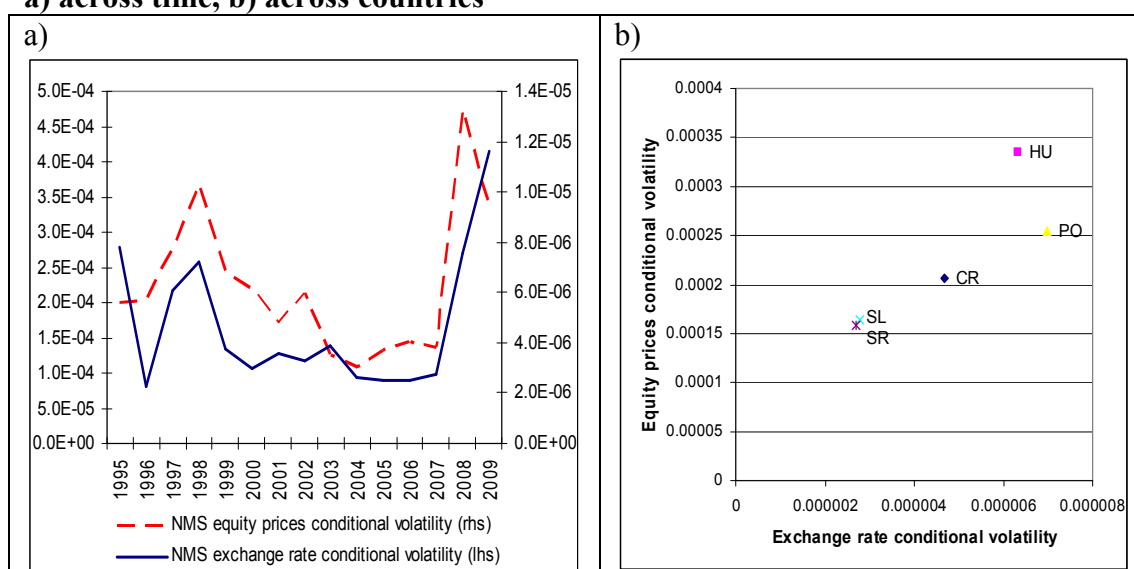 a) across time, b) across countries
a)
5.0E-04
4.5E-04
4.0E-04
3.5E-04
3.0E-04
2.5E-04
2.0E-04
1.5E-04
1.0E-04
5.0E-05
0.0E+00
1.4E-05
1.2E-05
1.0E-05
8.0E-06
6.0E-06
4.0E-06
2.0E-06
0.0E+00
1995
1996
1997
1998
1999
2000
2001
2002
2003
2004
2005
2006
2007
2008
2009
NMS equity prices conditional volatility (rhs)
NMS exchange rate conditional volatility (lhs)
b)
Equity prices conditional volatility
0.0004
0.00035
0.0003
0.00025
0.0002
0.00015
0.0001
0.00005
0
HU
PO
CR
SL
SR
0
0.000002
0.000004
0.000006
0.000008
Exchange rate conditional volatility